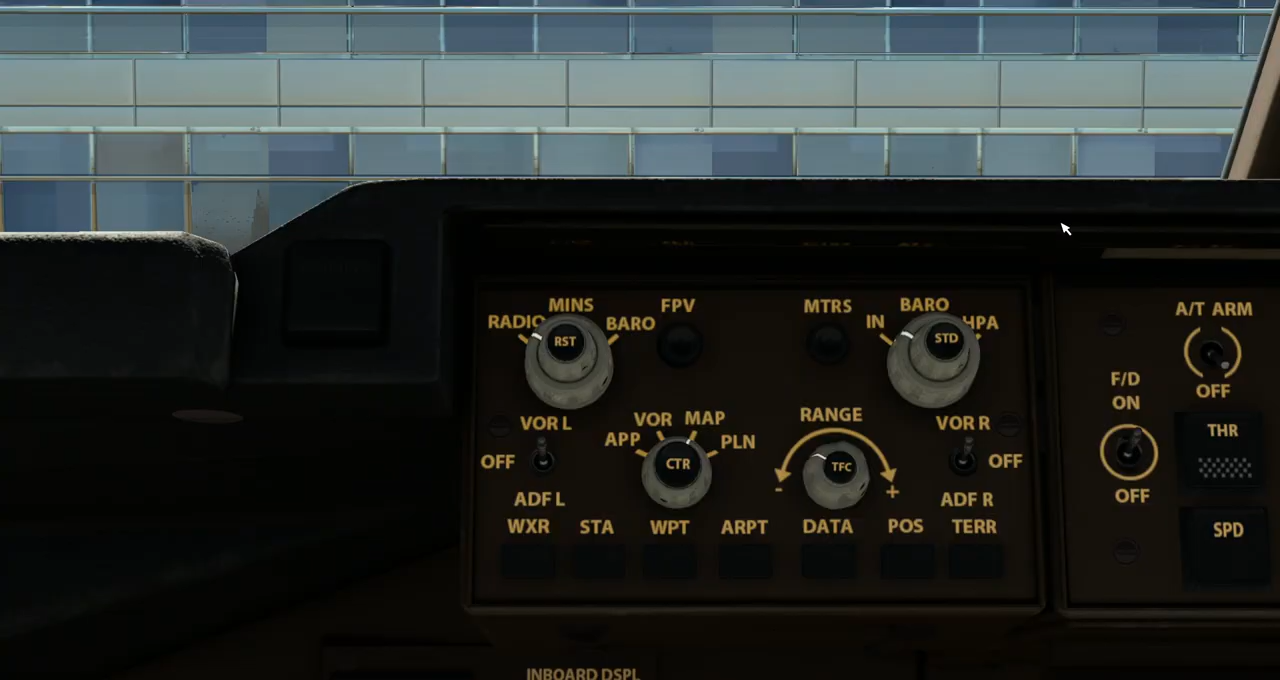 MINS
RADIO
BARO
RST
FPV
MTRS
BARO
IN
HPA
STD
A/T ARM
OFF
F/D
ON
OFF
THR
SPD
VOR L
OFF
ADF L
VOR
MAP
APP
PLN
CTR
RANGE
-
+
TFC
VOR R
OFF
ADF R
WXR
STA
WPT
ARPT
DATA
POS
TERR
INBOARD DSPL